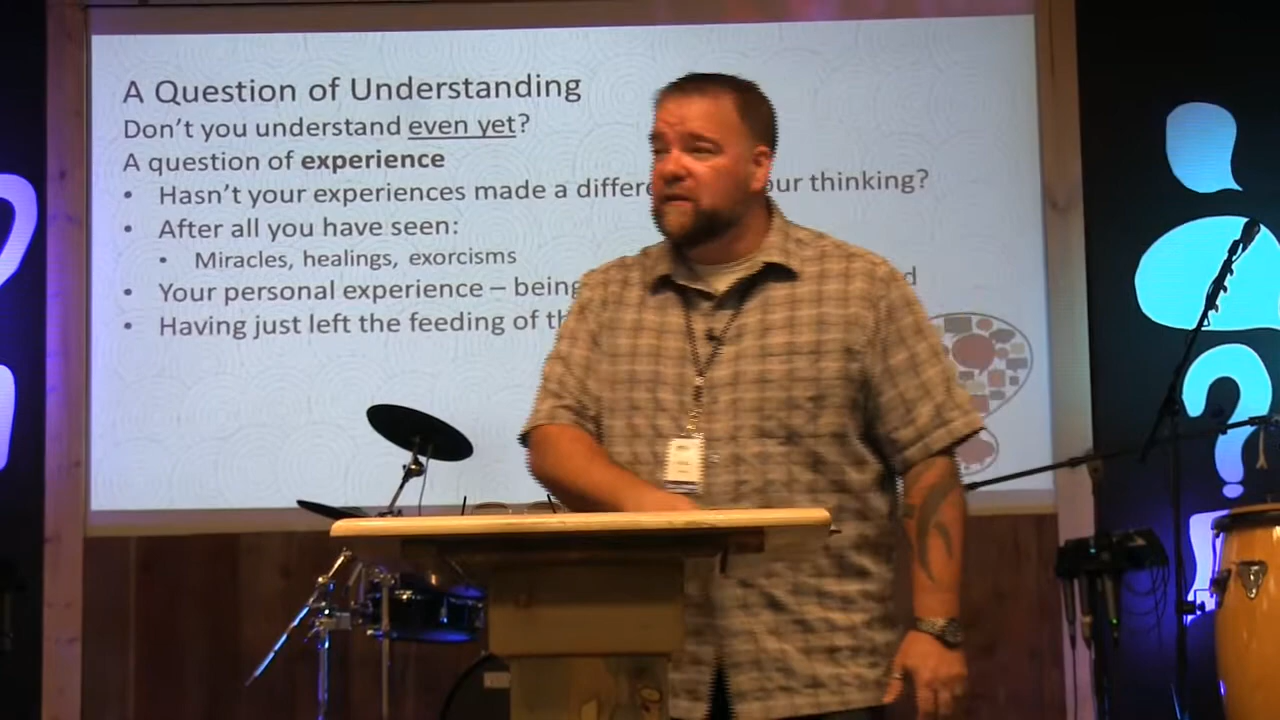 A Question of Understanding
Don't you understand even yet?
A question of experience
• Hasn't your experiences made a differe our thinking?
• After all you have seen:
• Miracles, healings, exorcisms
• Your personal experience – being d
• Having just left the feeding of th
?